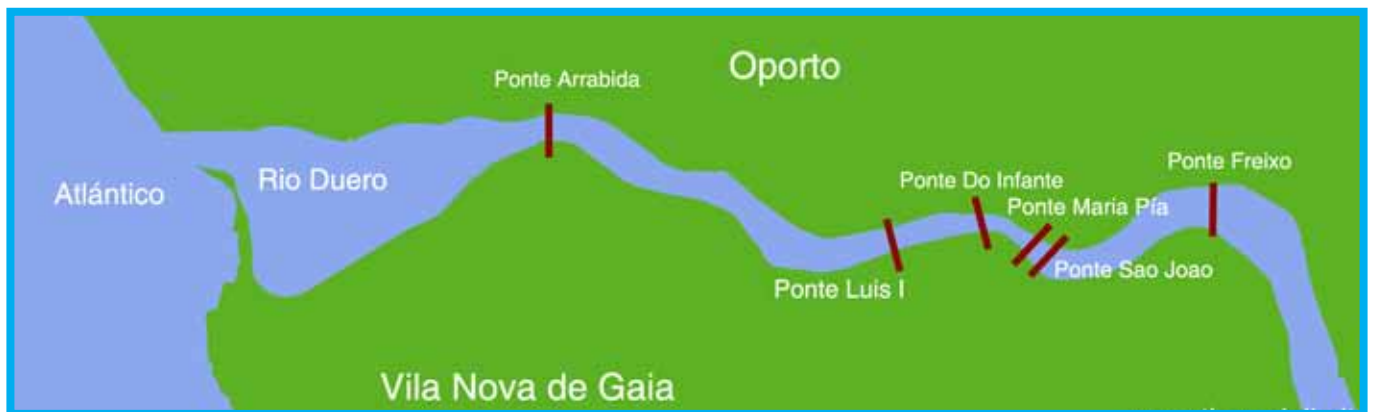 Oporto
Ponte Arrabida
Ponte Freixo
Rio Duero
Atlántico
Ponte Do Infante
Ponte Maria Pía
Ponte Sao Joao
Ponte Luis I
Vila Nova de Gaia